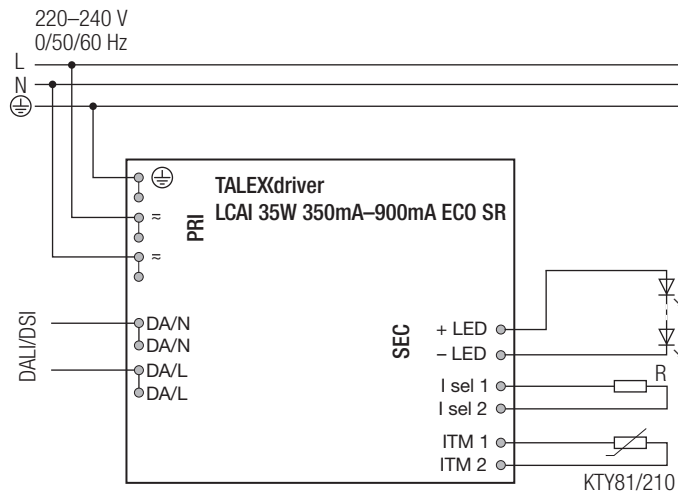 220–240 V
0/50/60 Hz
L
N
TALEXXdriver
LCAI 35W 350mA–900mA ECO SR
PRI
≂
≂
DALI/DSI
DA/N
DA/N
DA/L
DA/L
SEC
+ LED
– LED
I sel 1
I sel 2
R
ITM 1
ITM 2
KTY81/210